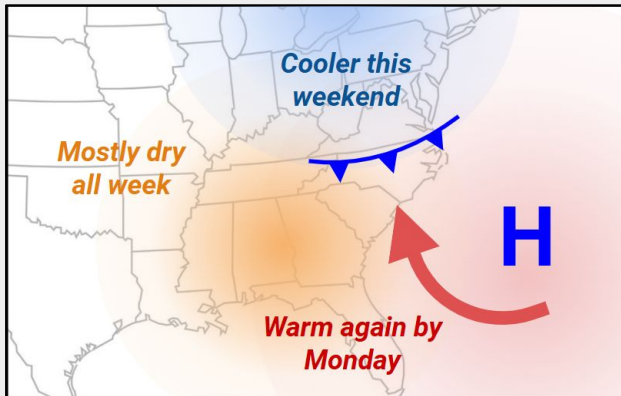 Cooler this
weekend
Mostly dry
all week
H
Warm again by
Monday